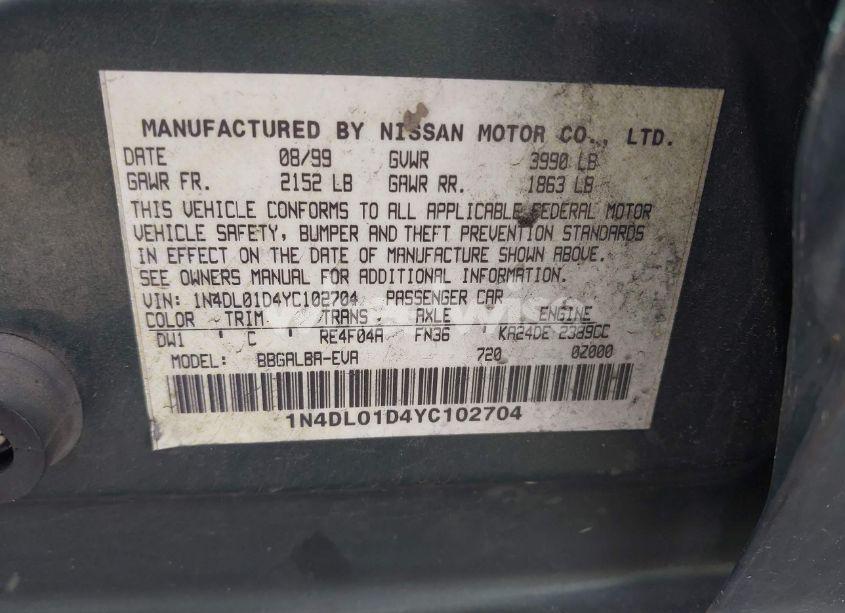 MANUFACTURED BY NISSAN MOTOR CO., LTD.
DATE 08/99 GVWR 3990 LB
GAWR FR. 2152 LB GAWR RR. 1863 LB
THIS VEHICLE CONFORMS TO ALL APPLICABLE FEDERAL MOTOR
VEHICLE SAFETY, BUMPER AND THEFT PREVENTION STANDARDS
IN EFFECT ON THE DATE OF MANUFACTURE SHOWN ABOVE.
SEE OWNERS MANUAL FOR ADDITIONAL INFORMATION.
VIN: 1N4DL01D4YC102704 PASSENGER CAR
COLOR TRIM TRANS. AXLE ENGINE
DW1 ' C ' RE4F04A FN36 ' KA24DE 2389CC
MODEL: BBGALBA-EVA 720 0Z000
1N4DL01D4YC102704